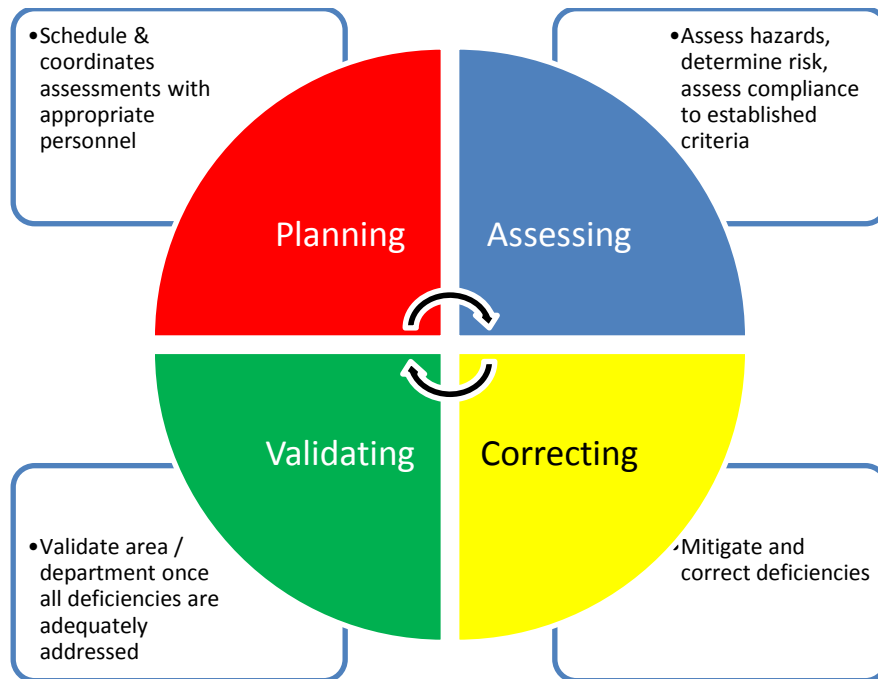 •Schedule &
coordinates
assessments with
appropriate
personnel
•Assess hazards,
determine risk,
assess compliance
to established
criteria
Planning
Assessing
Validating
Correcting
•Validate area /
department once
all deficiencies are
adequately
addressed
•Mitigate and
correct deficiencies